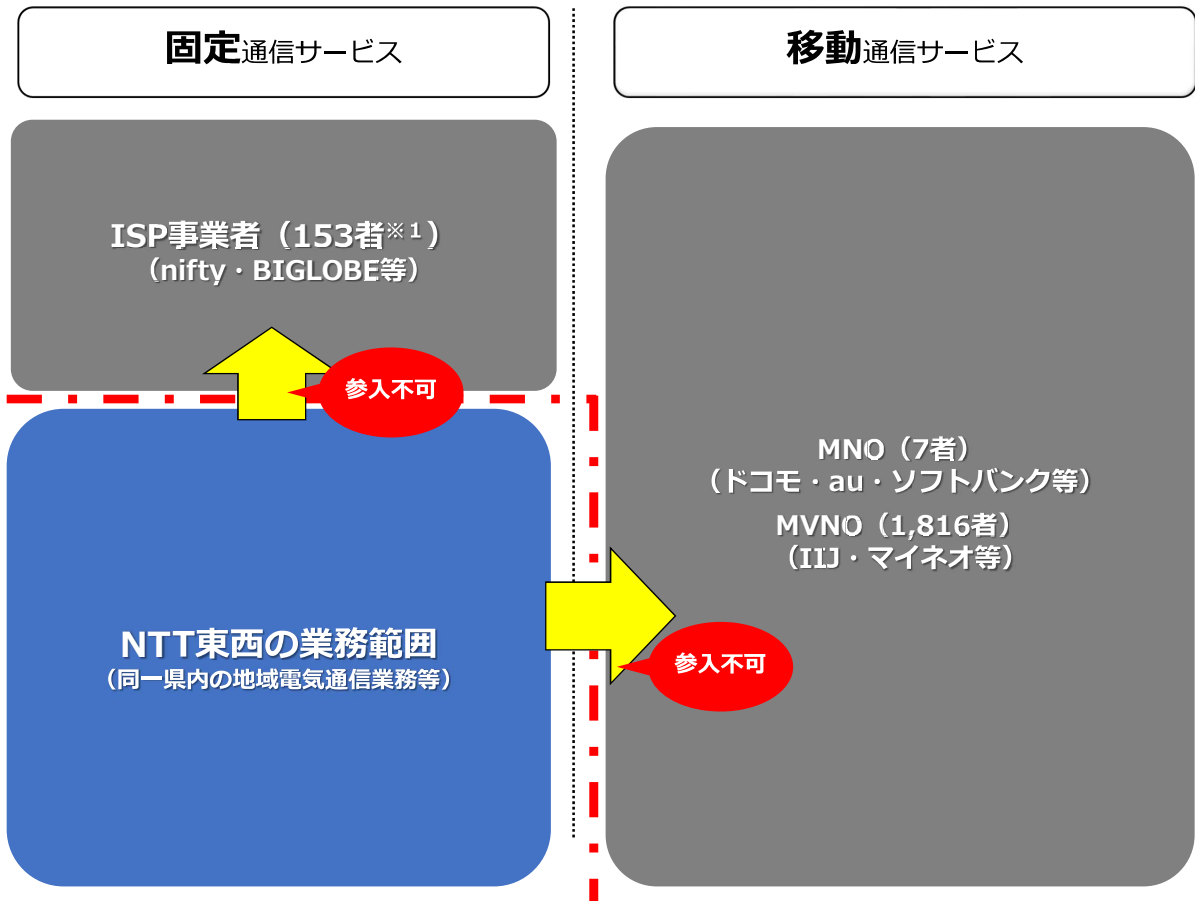 固定通信サービス
移動通信サービス
ISP事業者（153者※１）
（nifty・BIGLOBE等）
参入不可
NTT東西の業務範囲
（同一県内の地域電気通信業務等）
MNO（7者）
（ドコモ・au・ソフトバンク等）
MVNO（1,816者）
（IIJ・マイネオ等）
参入不可